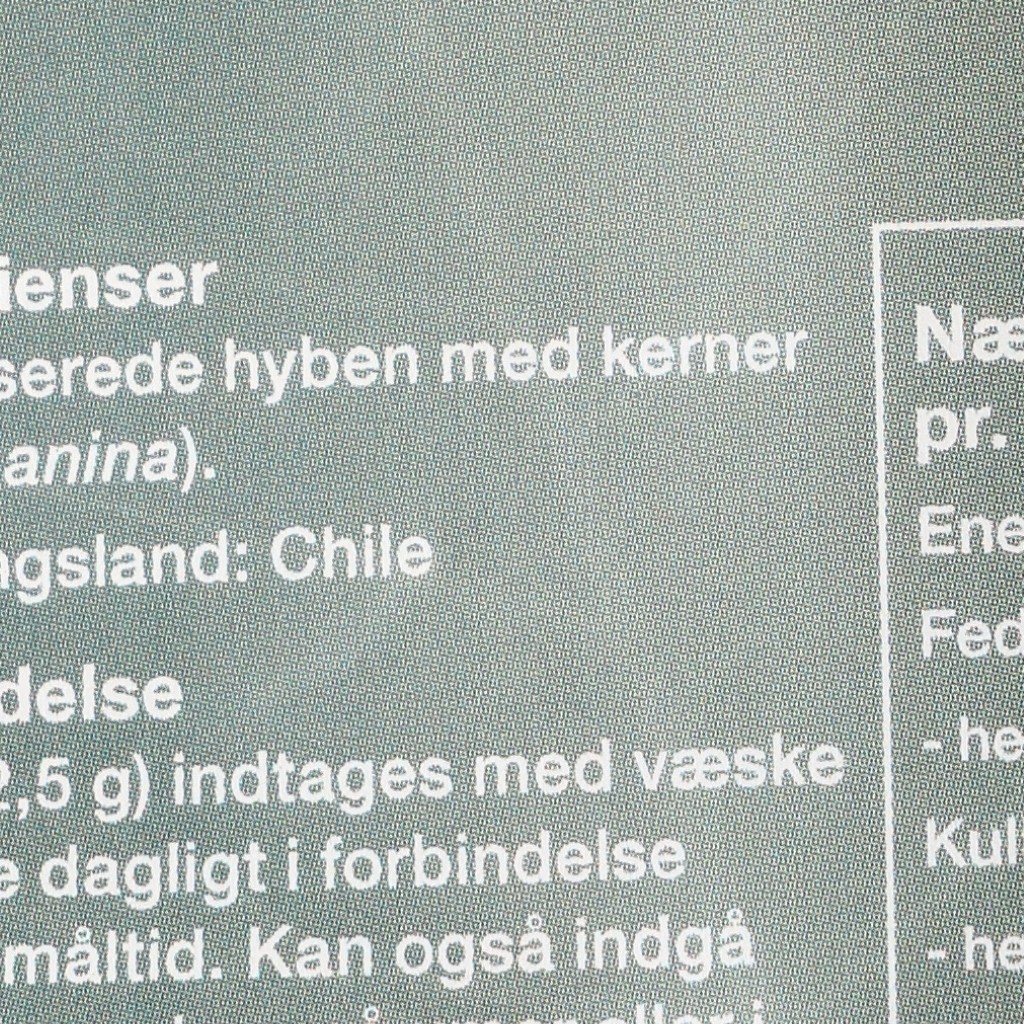 ienser
serede hyben med kerner
anina).
ngsland: Chile
delse
2,5 g) indtages med væske
e dagligt i forbindelse
måltid. Kan også indgå
eller i
Næ
pr.
Ene
Fed
- he
Kul
- he